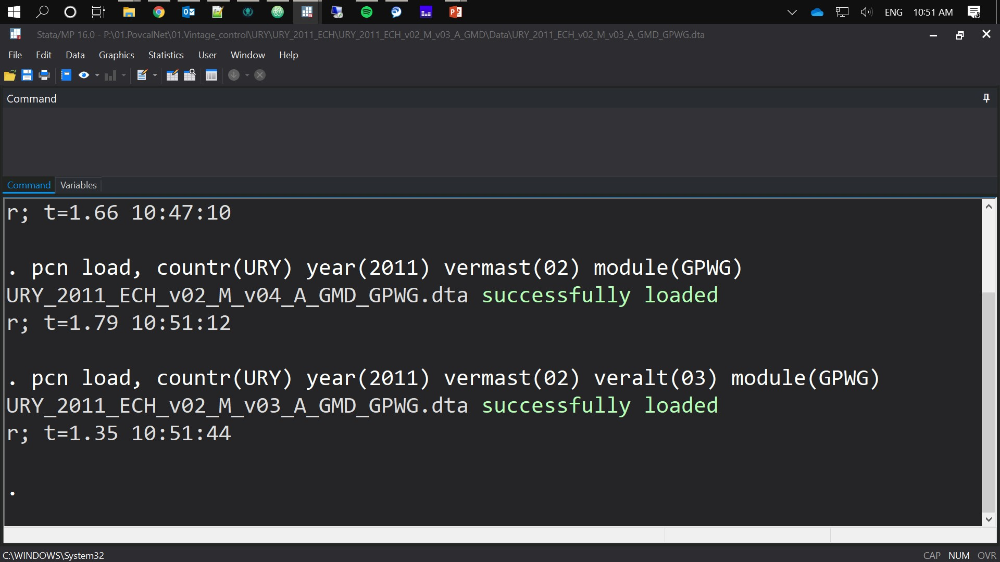 ENG 10:51 AM
Stata/MP 16.0 - P:\01.PovcalNet\01.Vintage_control\URY\URY_2011_ECH\URY_2011_ECH_v02_M_v03_A_GMD\Data\URY_2011_ECH_v02_M_v03_A_GMD_GPWG.dta
File Edit Data Graphics Statistics User Window Help
Command
Command Variables
r; t=1.66 10:47:10
. pcn load, countr(URY) year(2011) vermast(02) module(GPWG)
URY_2011_ECH_v02_M_v04_A_GMD_GPWG.dta successfully loaded
r; t=1.79 10:51:12
. pcn load, countr(URY) year(2011) vermast(02) veralt(03) module(GPWG)
URY_2011_ECH_v02_M_v03_A_GMD_GPWG.dta successfully loaded
r; t=1.35 10:51:44
.
C:\WINDOWS\System32 CAP NUM OVR